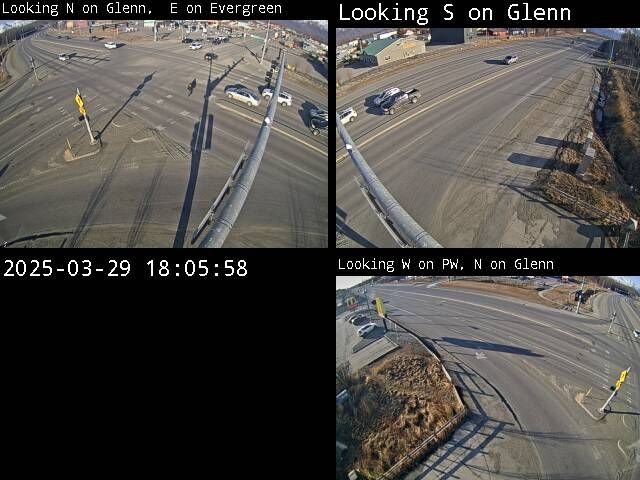 Looking N on Glenn,  E on Evergreen
Looking S on Glenn
2025-03-29 18:05:58
Looking W on PW, N on Glenn